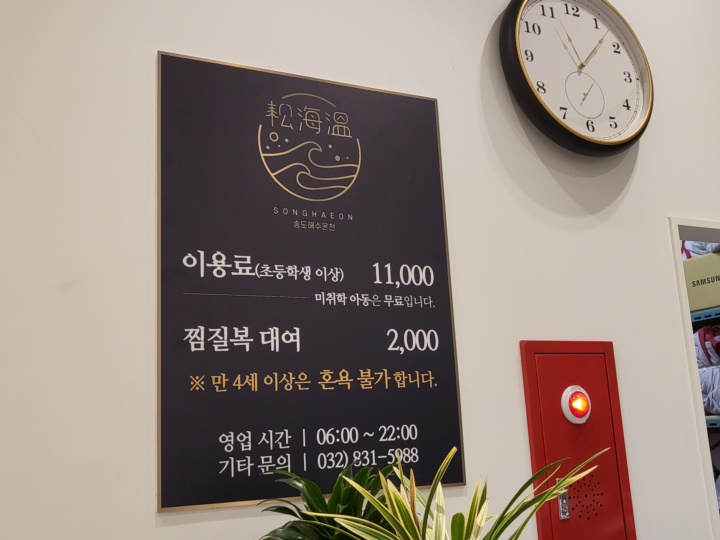 松海溫
SONGHAEON
송도해수온천
이용료(초등학생 이상) 11,000
미취학 아동은 무료입니다.
찜질복 대여 2,000
※ 만 4세 이상은 혼욕 불가합니다.
영업 시간 | 06:00 ~ 22:00
기타 문의 | 032) 831-5988
12
1
2
3
4
5
6
7
8
9
10
11
SAMSUN